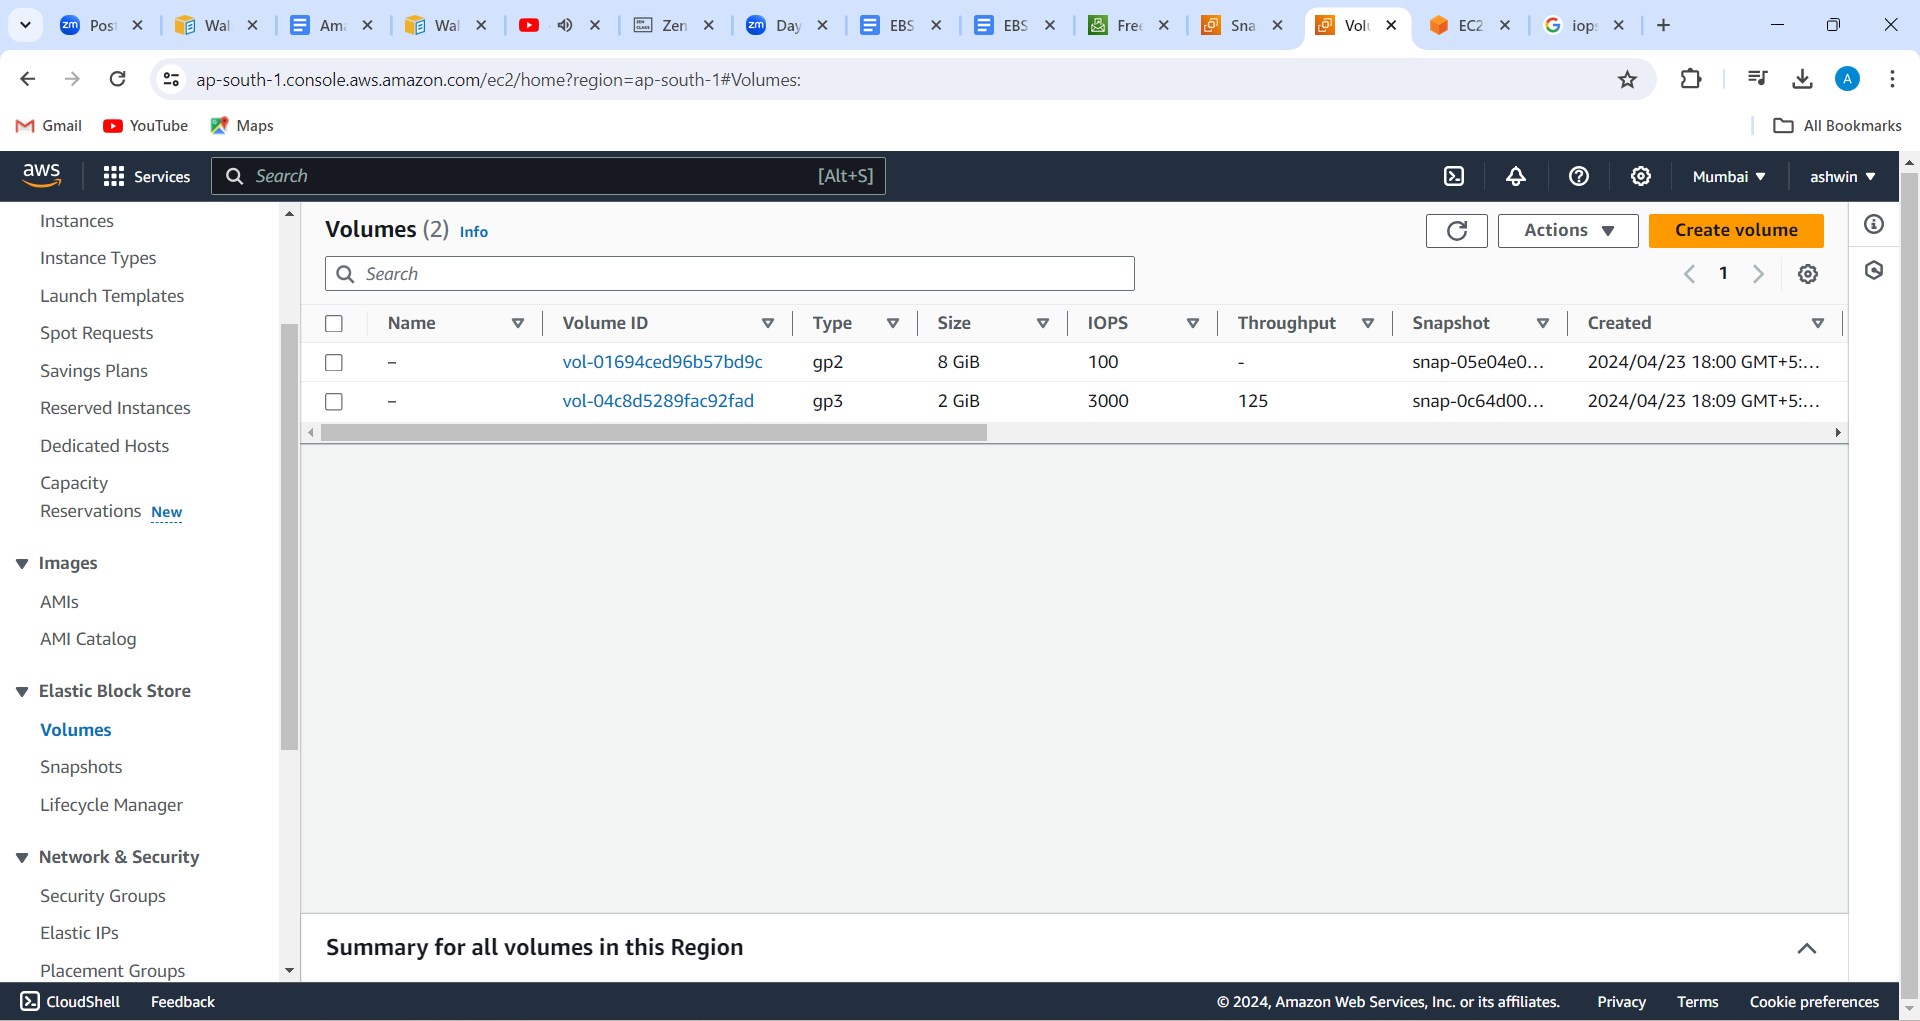 Post
Wal
Ama
Wal
Zen
Day
EBS
EBS
Free
Sna
Volu
EC2
iops
ap-south-1.console.aws.amazon.com/ec2/home?region=ap-south-1#Volumes:
A
Gmail
YouTube
Maps
All Bookmarks
aws
Services
Search
[Alt+S]
Mumbai
ashwin
Instances
Instance Types
Launch Templates
Spot Requests
Savings Plans
Reserved Instances
Dedicated Hosts
Capacity
Reservations New
Images
AMIs
AMI Catalog
Elastic Block Store
Volumes
Snapshots
Lifecycle Manager
Network & Security
Security Groups
Elastic IPs
Placement Groups
Volumes (2) Info
Actions
Create volume
Search
1
Name Volume ID Type Size IOPS Throughput Snapshot Created
– vol-01694ced96b57bd9c gp2 8 GiB 100 - snap-05e04e0... 2024/04/23 18:00 GMT+5:...
– vol-04c8d5289fac92fad gp3 2 GiB 3000 125 snap-0c64d00... 2024/04/23 18:09 GMT+5:...
Summary for all volumes in this Region
CloudShell
Feedback
© 2024, Amazon Web Services, Inc. or its affiliates.
Privacy
Terms
Cookie preferences